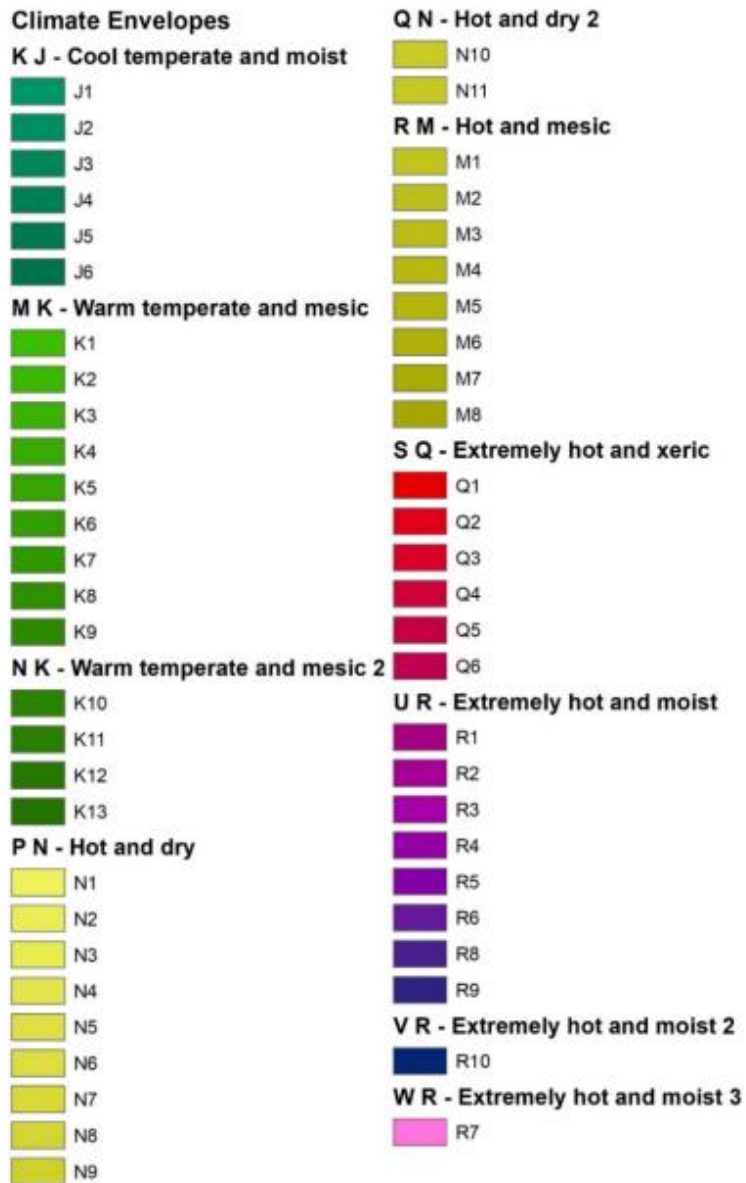 Climate Envelopes
K J - Cool temperate and moist
J1
J2
J3
J4
J5
J6
M K - Warm temperate and mesic
K1
K2
K3
K4
K5
K6
K7
K8
K9
N K - Warm temperate and mesic 2
K10
K11
K12
K13
P N - Hot and dry
N1
N2
N3
N4
N5
N6
N7
N8
N9
Q N - Hot and dry 2
N10
N11
R M - Hot and mesic
M1
M2
M3
M4
M5
M6
M7
M8
S Q - Extremely hot and xeric
Q1
Q2
Q3
Q4
Q5
Q6
U R - Extremely hot and moist
R1
R2
R3
R4
R5
R6
R8
R9
V R - Extremely hot and moist 2
R10
W R - Extremely hot and moist 3
R7